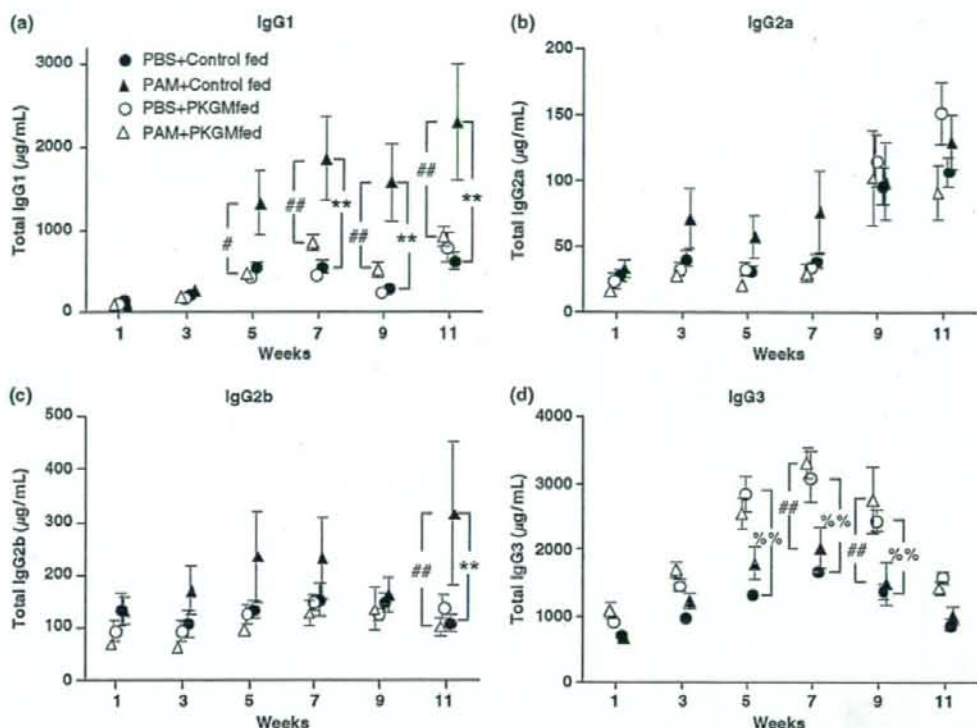 (a)
IgG1
Total IgG1 (µg/mL)
3000
2000
1000
0
PBS+Control fed
PAM+Control fed
PBS+PKGMfed
PAM+PKGMfed
#
##
**
##
**
##
**
1 3 5 7 9 11
Weeks
(b)
IgG2a
Total IgG2a (µg/mL)
200
150
100
50
0
1 3 5 7 9 11
Weeks
(c)
IgG2b
Total IgG2b (µg/mL)
500
400
300
200
100
0
##
**
1 3 5 7 9 11
Weeks
(d)
IgG3
Total IgG3 (µg/mL)
4000
3000
2000
1000
0
%%
##
%%
##
%%
1 3 5 7 9 11
Weeks